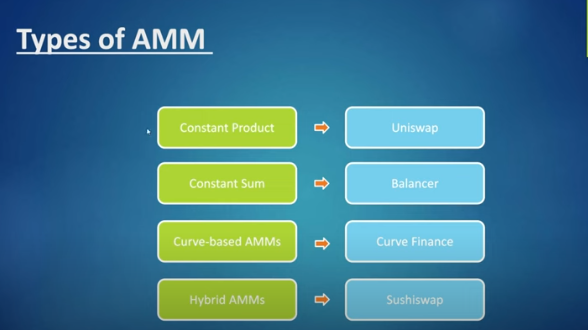 Types of AMM
Constant Product
Uniswap
Constant Sum
Balancer
Curve-based AMMs
Curve Finance
Hybrid AMMs
Sushiswap